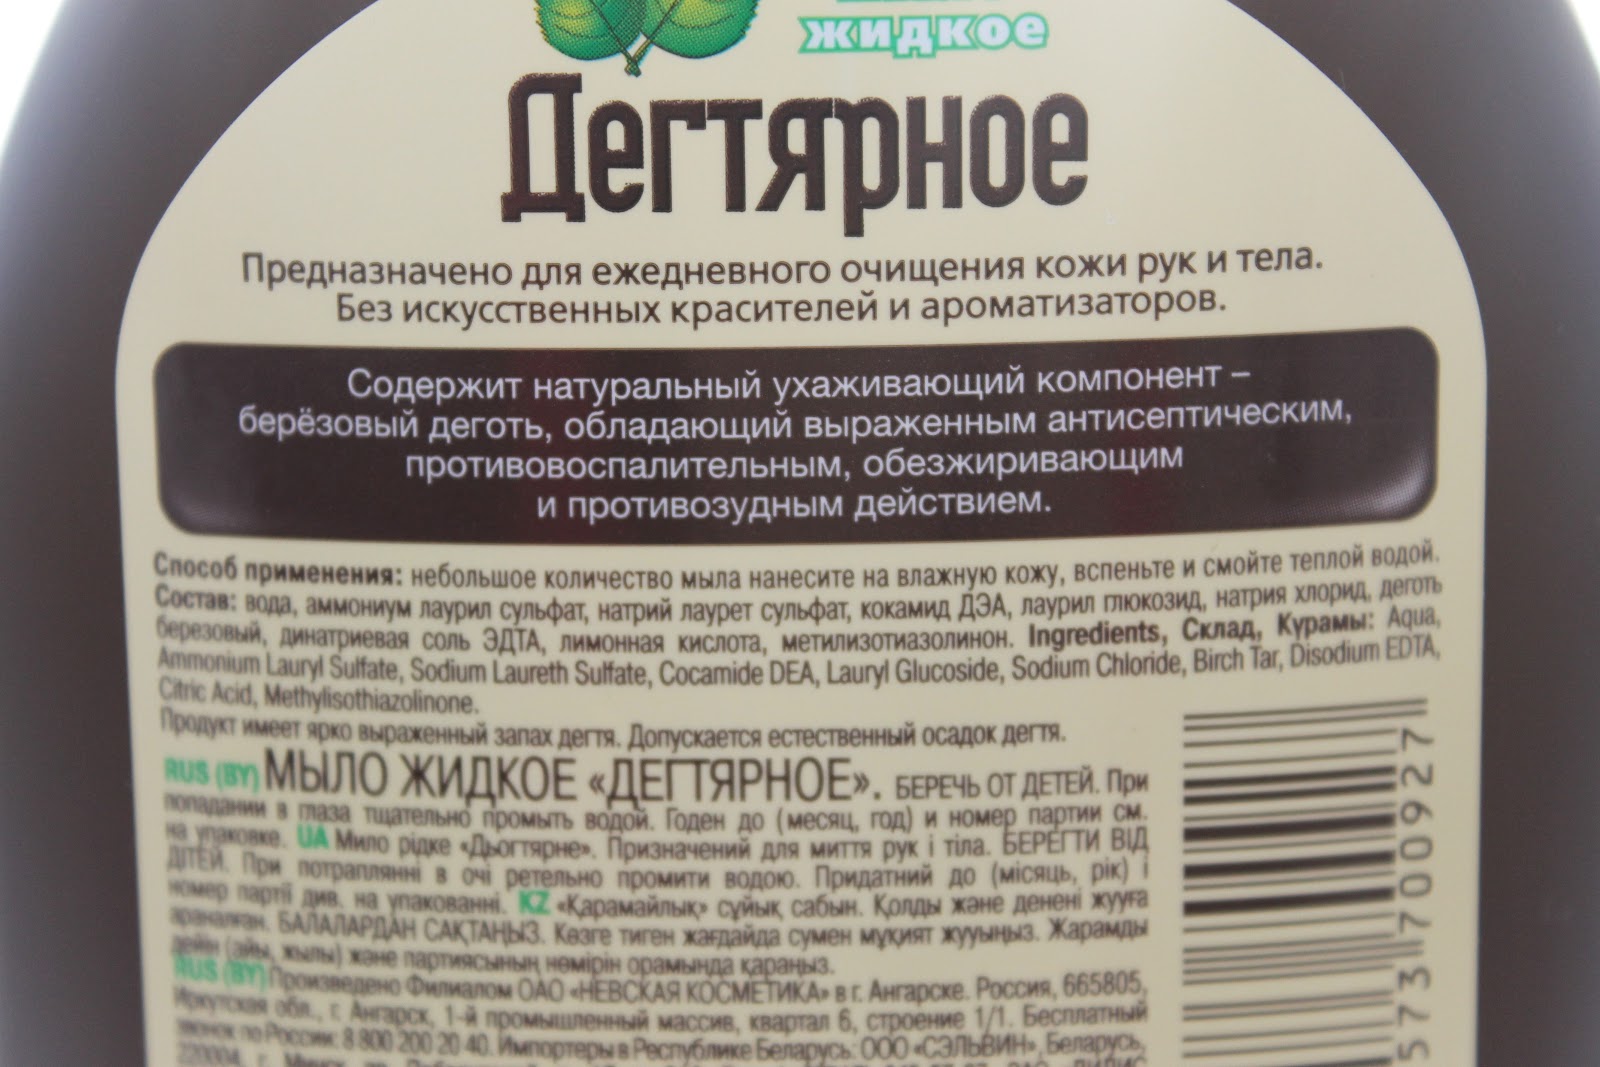 жидкое
Дегтярное
Предназначено для ежедневного очищения кожи рук и тела.
Без искусственных красителей и ароматизаторов.
Содержит натуральный ухаживающий компонент –
берёзовый деготь, обладающий выраженным антисептическим,
противовоспалительным, обезжиривающим
и противозудным действием.
Способ применения: небольшое количество мыла нанесите на влажную кожу, вспеньте и смойте теплой водой.
Состав: вода, аммониум лаурил сульфат, натрий лаурет сульфат, кокамид ДЭА, лаурил глюкозид, натрия хлорид, деготь
березовый, динатриевая соль ЭДТА, лимонная кислота, метилизотиазолинон. Ingredients, Склад, Курамы: Aqua,
Ammonium Lauryl Sulfate, Sodium Laureth Sulfate, Cocamide DEA, Lauryl Glucoside, Sodium Chloride, Birch Tar, Disodium EDTA,
Citric Acid, Methylisothiazolinone.
Продукт имеет ярко выраженный запах дегтя. Допускается естественный осадок дегтя.
RUS (BY) МЫЛО ЖИДКОЕ «ДЕГТЯРНОЕ». БЕРЕЧЬ ОТ ДЕТЕЙ. При
попадании в глаза тщательно промыть водой. Годен до (месяц, год) и номер партии см.
на упаковке. UA Мило рідке «Дьогтярне». Призначений для миття рук і тіла. БЕРЕГТИ ВІД
ДІТЕЙ. При потраплянні в очі ретельно промити водою. Придатний до (місяць, рік) і
номер партії див. на упакованні. KZ «Қарамайлық» сұйық сабын. Қолды және денені жууға
араналған. БАЛАЛАРДАН САҚТАҢЫЗ. Көзге тиген жағдайда сумен мұқият жууыңыз. Жарамды
дейін (айы, жылы) және партиясының нөмірін орамында қараңыз.
RUS (BY) Произведено Филиалом ОАО «НЕВСКАЯ КОСМЕТИКА» в г. Ангарске. Россия, 665805,
Иркутская обл., г. Ангарск, 1-й промышленный массив, квартал 6, строение 1/1. Бесплатный
звонок по России: 8 800 200 20 40. Импортеры в Республике Беларусь: ООО «СЭЛЬВИН», Беларусь,
220004, г. Минск
573 700927